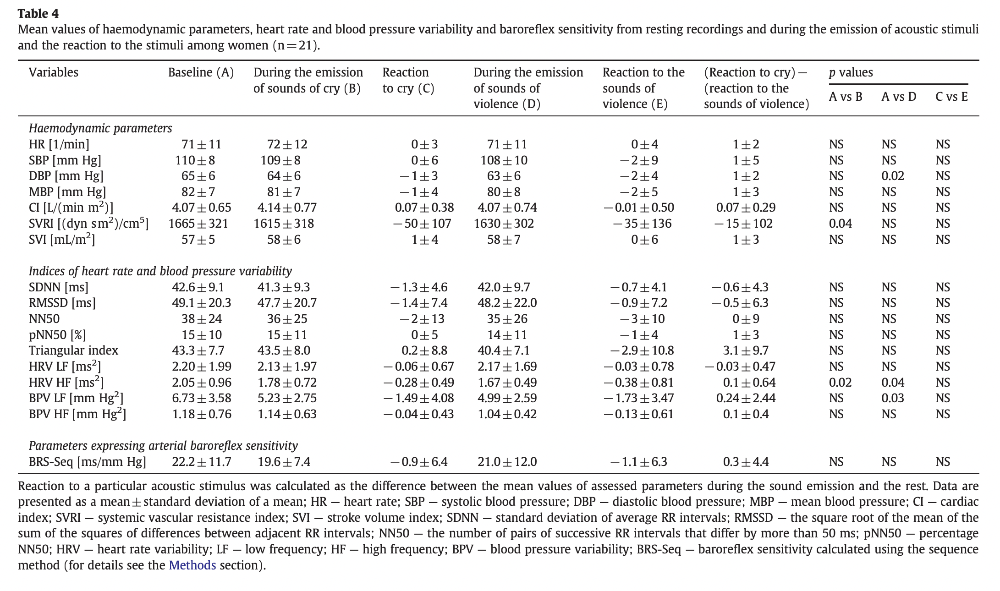 Table 4
Mean values of haemodynamic parameters, heart rate and blood pressure variability and baroreflex sensitivity from resting recordings and during the emission of acoustic stimuli
and the reaction to the stimuli among women (n=21).
Variables Baseline (A) During the emission of sounds of cry (B) Reaction to cry (C) During the emission of sounds of violence (D) Reaction to the sounds of violence (E) (Reaction to cry) − (reaction to the sounds of violence) p values
A vs B A vs D C vs E
Haemodynamic parameters
HR [1/min] 71±11 72±12 0±3 71±11 0±4 1±2 NS NS NS
SBP [mm Hg] 110±8 109±8 0±6 108±10 −2±9 1±5 NS NS NS
DBP [mm Hg] 65±6 64±6 −1±3 63±6 −2±4 1±2 NS 0.02 NS
MBP [mm Hg] 82±7 81±7 −1±4 80±8 −2±5 1±3 NS NS NS
CI [L/(min m²)] 4.07±0.65 4.14±0.77 0.07±0.38 4.07±0.74 −0.01±0.50 0.07±0.29 NS NS NS
SVRI [(dyn s m²)/cm⁵] 1665±321 1615±318 −50±107 1630±302 −35±136 −15±102 0.04 NS NS
SVI [mL/m²] 57±5 58±6 1±4 58±7 0±6 1±3 NS NS NS
Indices of heart rate and blood pressure variability
SDNN [ms] 42.6±9.1 41.3±9.3 −1.3±4.6 42.0±9.7 −0.7±4.1 −0.6±4.3 NS NS NS
RMSSD [ms] 49.1±20.3 47.7±20.7 −1.4±7.4 48.2±22.0 −0.9±7.2 −0.5±6.3 NS NS NS
NN50 38±24 36±25 −2±13 35±26 −3±10 0±9 NS NS NS
pNN50 [%] 15±10 15±11 0±5 14±11 −1±4 1±3 NS NS NS
Triangular index 43.3±7.7 43.5±8.0 0.2±8.8 40.4±7.1 −2.9±10.8 3.1±9.7 NS NS NS
HRV LF [ms²] 2.20±1.99 2.13±1.97 −0.06±0.67 2.17±1.69 −0.03±0.78 −0.03±0.47 NS NS NS
HRV HF [ms²] 2.05±0.96 1.78±0.72 −0.28±0.49 1.67±0.49 −0.38±0.81 0.1±0.64 0.02 0.04 NS
BPV LF [mm Hg²] 6.73±3.58 5.23±2.75 −1.49±4.08 4.99±2.59 −1.73±3.47 0.24±2.44 NS 0.03 NS
BPV HF [mm Hg²] 1.18±0.76 1.14±0.63 −0.04±0.43 1.04±0.42 −0.13±0.61 0.1±0.4 NS NS NS
Parameters expressing arterial baroreflex sensitivity
BRS-Seq [ms/mm Hg] 22.2±11.7 19.6±7.4 −0.9±6.4 21.0±12.0 −1.1±6.3 0.3±4.4 NS NS NS
Reaction to a particular acoustic stimulus was calculated as the difference between the mean values of assessed parameters during the sound emission and the rest. Data are
presented as a mean±standard deviation of a mean; HR — heart rate; SBP — systolic blood pressure; DBP — diastolic blood pressure; MBP — mean blood pressure; CI — cardiac
index; SVRI — systemic vascular resistance index; SVI — stroke volume index; SDNN — standard deviation of average RR intervals; RMSSD — the square root of the mean of the
sum of the squares of differences between adjacent RR intervals; NN50 — the number of pairs of successive RR intervals that differ by more than 50 ms; pNN50 — percentage
NN50; HRV — heart rate variability; LF — low frequency; HF — high frequency; BPV — blood pressure variability; BRS-Seq — baroreflex sensitivity calculated using the sequence
method (for details see the Methods section).